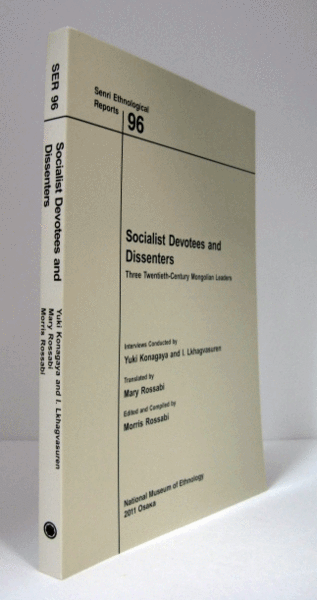 SER 96
Socialist Devotees and
Dissenters
Yuki Konagaya and I. Lkhagvasuren
Mary Rossabi
Morris Rossabi
Senri Ethnological
Reports
96
Socialist Devotees and
Dissenters
Three Twentieth-Century Mongolian Leaders
Interviews Conducted by
Yuki Konagaya and I. Lkhagvasuren
Translated by
Mary Rossabi
Edited and Compiled by
Morris Rossabi
National Museum of Ethnology
2011 Osaka